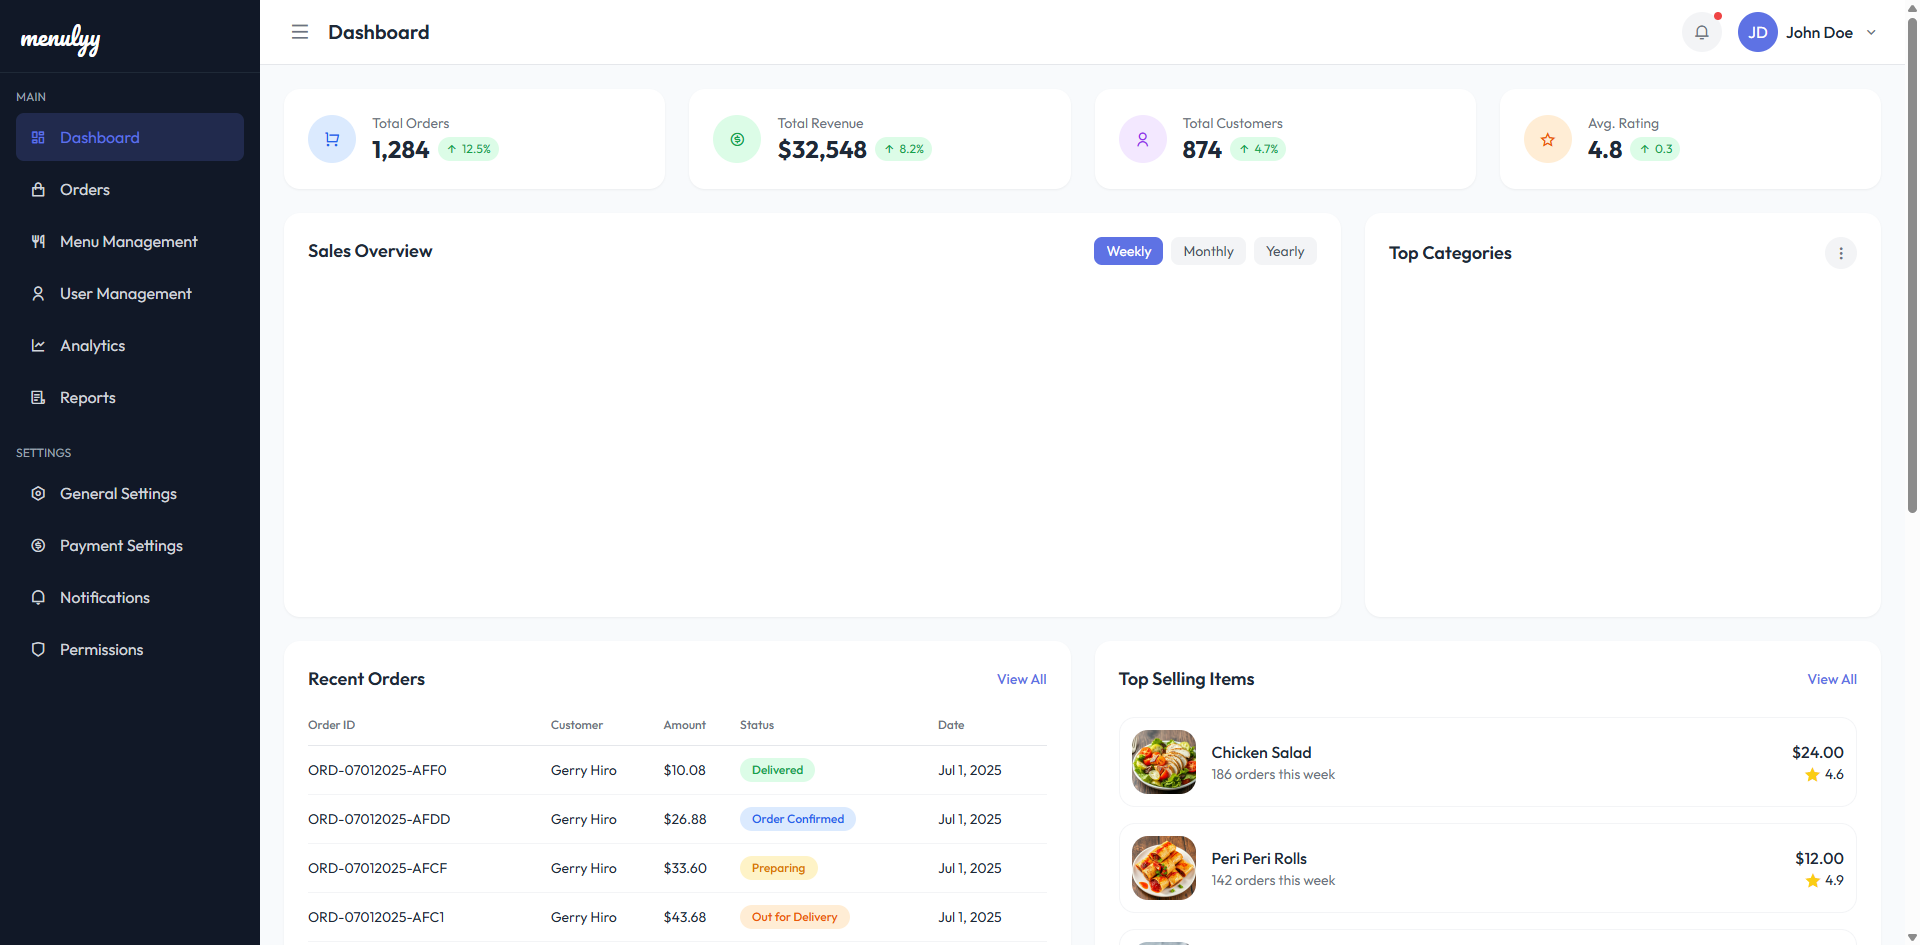 menulyy
MAIN
Dashboard
Orders
Menu Management
User Management
Analytics
Reports
SETTINGS
General Settings
Payment Settings
Notifications
Permissions
Dashboard
JD John Doe
Total Orders
1,284 ↑ 12.5%
Total Revenue
$32,548 ↑ 8.2%
Total Customers
874 ↑ 4.7%
Avg. Rating
4.8 ↑ 0.3
Sales Overview
Weekly Monthly Yearly
Top Categories
Recent Orders View All
Order ID Customer Amount Status Date
ORD-07012025-AFF0 Gerry Hiro $10.08 Delivered Jul 1, 2025
ORD-07012025-AFDD Gerry Hiro $26.88 Order Confirmed Jul 1, 2025
ORD-07012025-AFCF Gerry Hiro $33.60 Preparing Jul 1, 2025
ORD-07012025-AFC1 Gerry Hiro $43.68 Out for Delivery Jul 1, 2025
Top Selling Items View All
Chicken Salad $24.00
186 orders this week 4.6
Peri Peri Rolls $12.00
142 orders this week 4.9